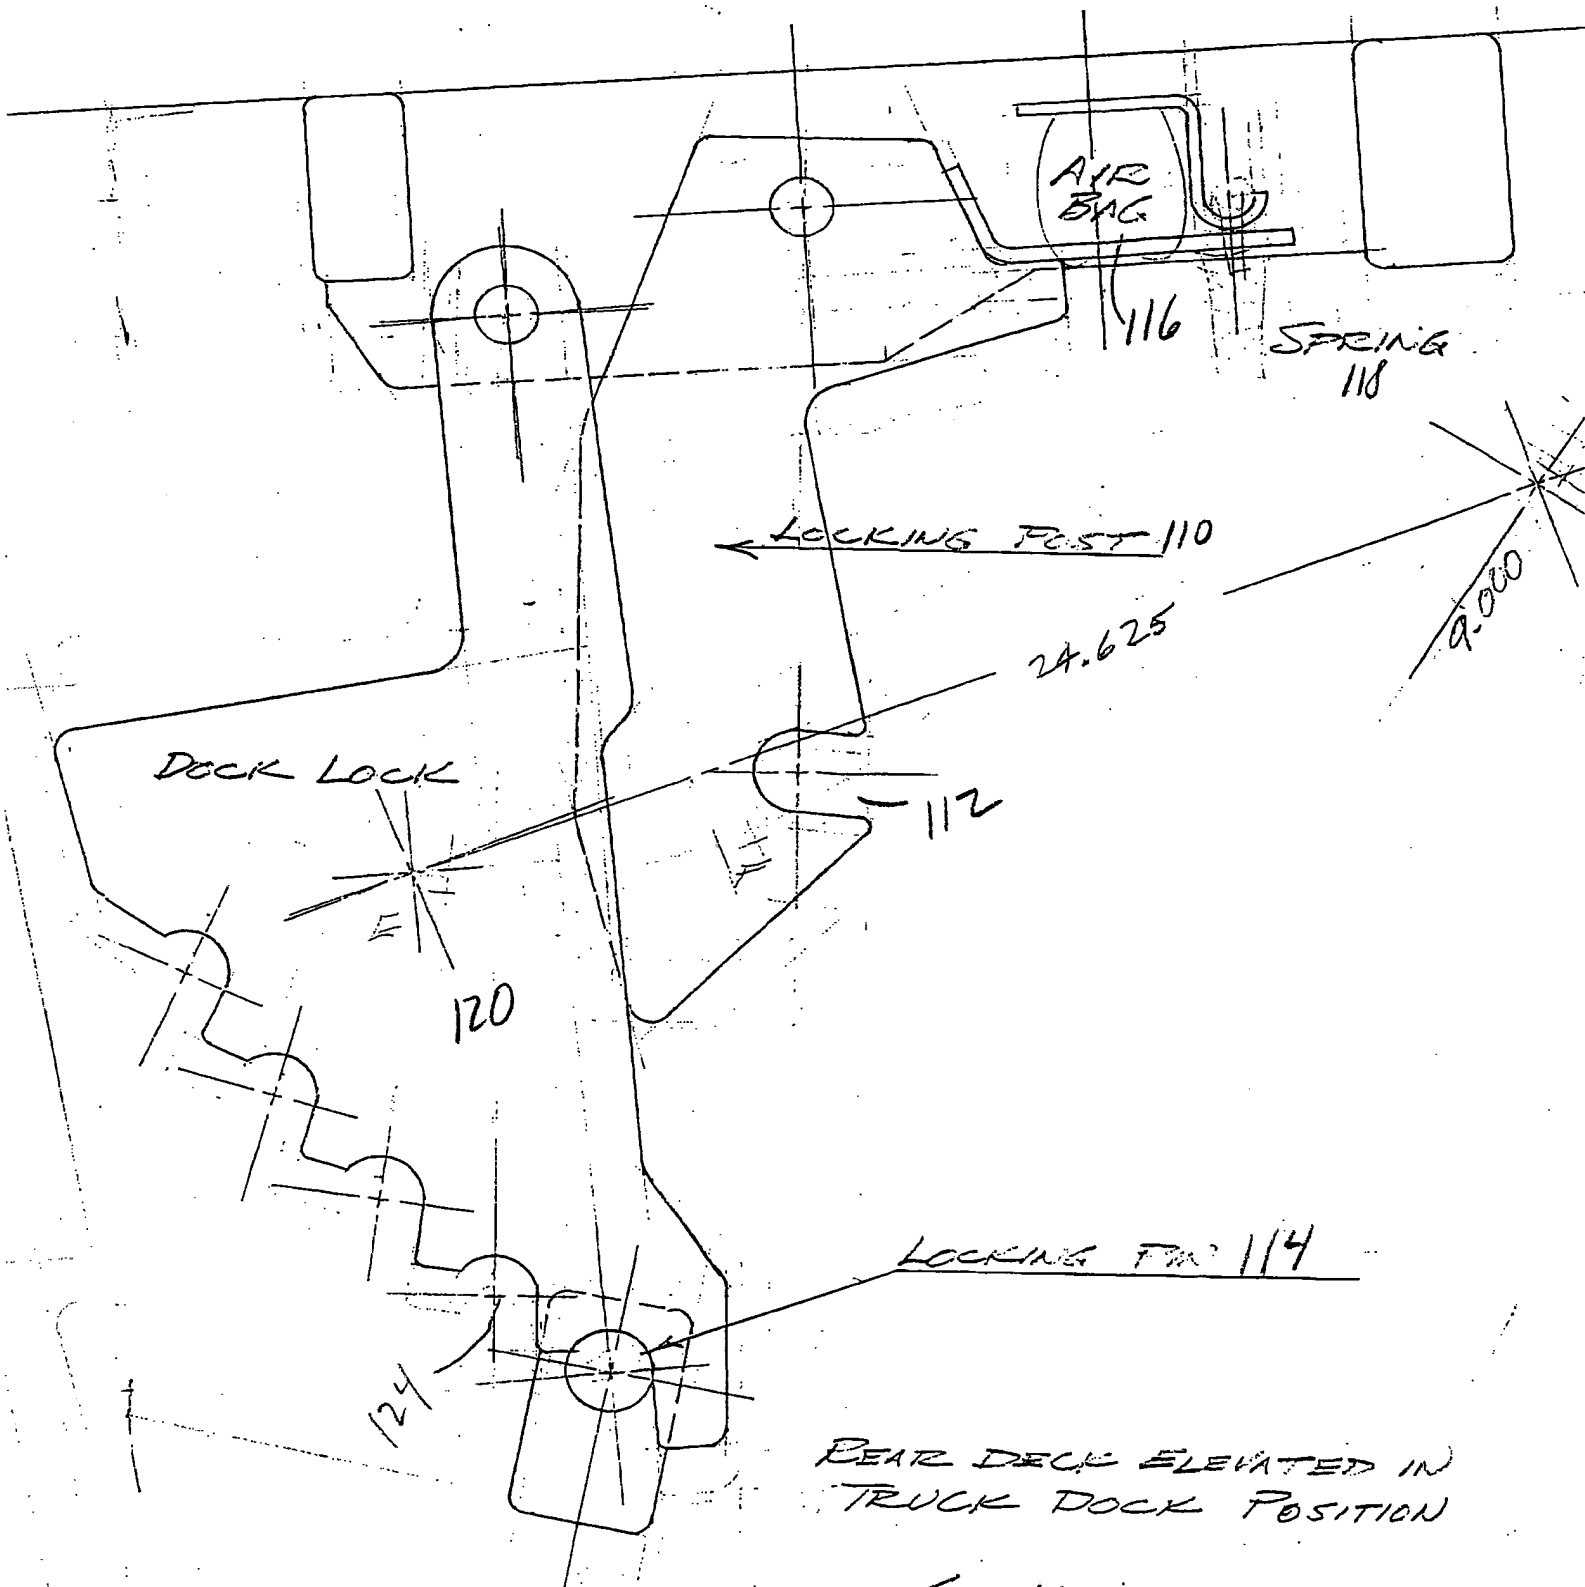 AIR
BAG
116
SPRING
118
LOCKING POST 110
9.000
24.625
DOCK LOCK
112
120
LOCKING PIN 114
124
REAR DECK ELEVATED IN
TRUCK DOCK POSITION